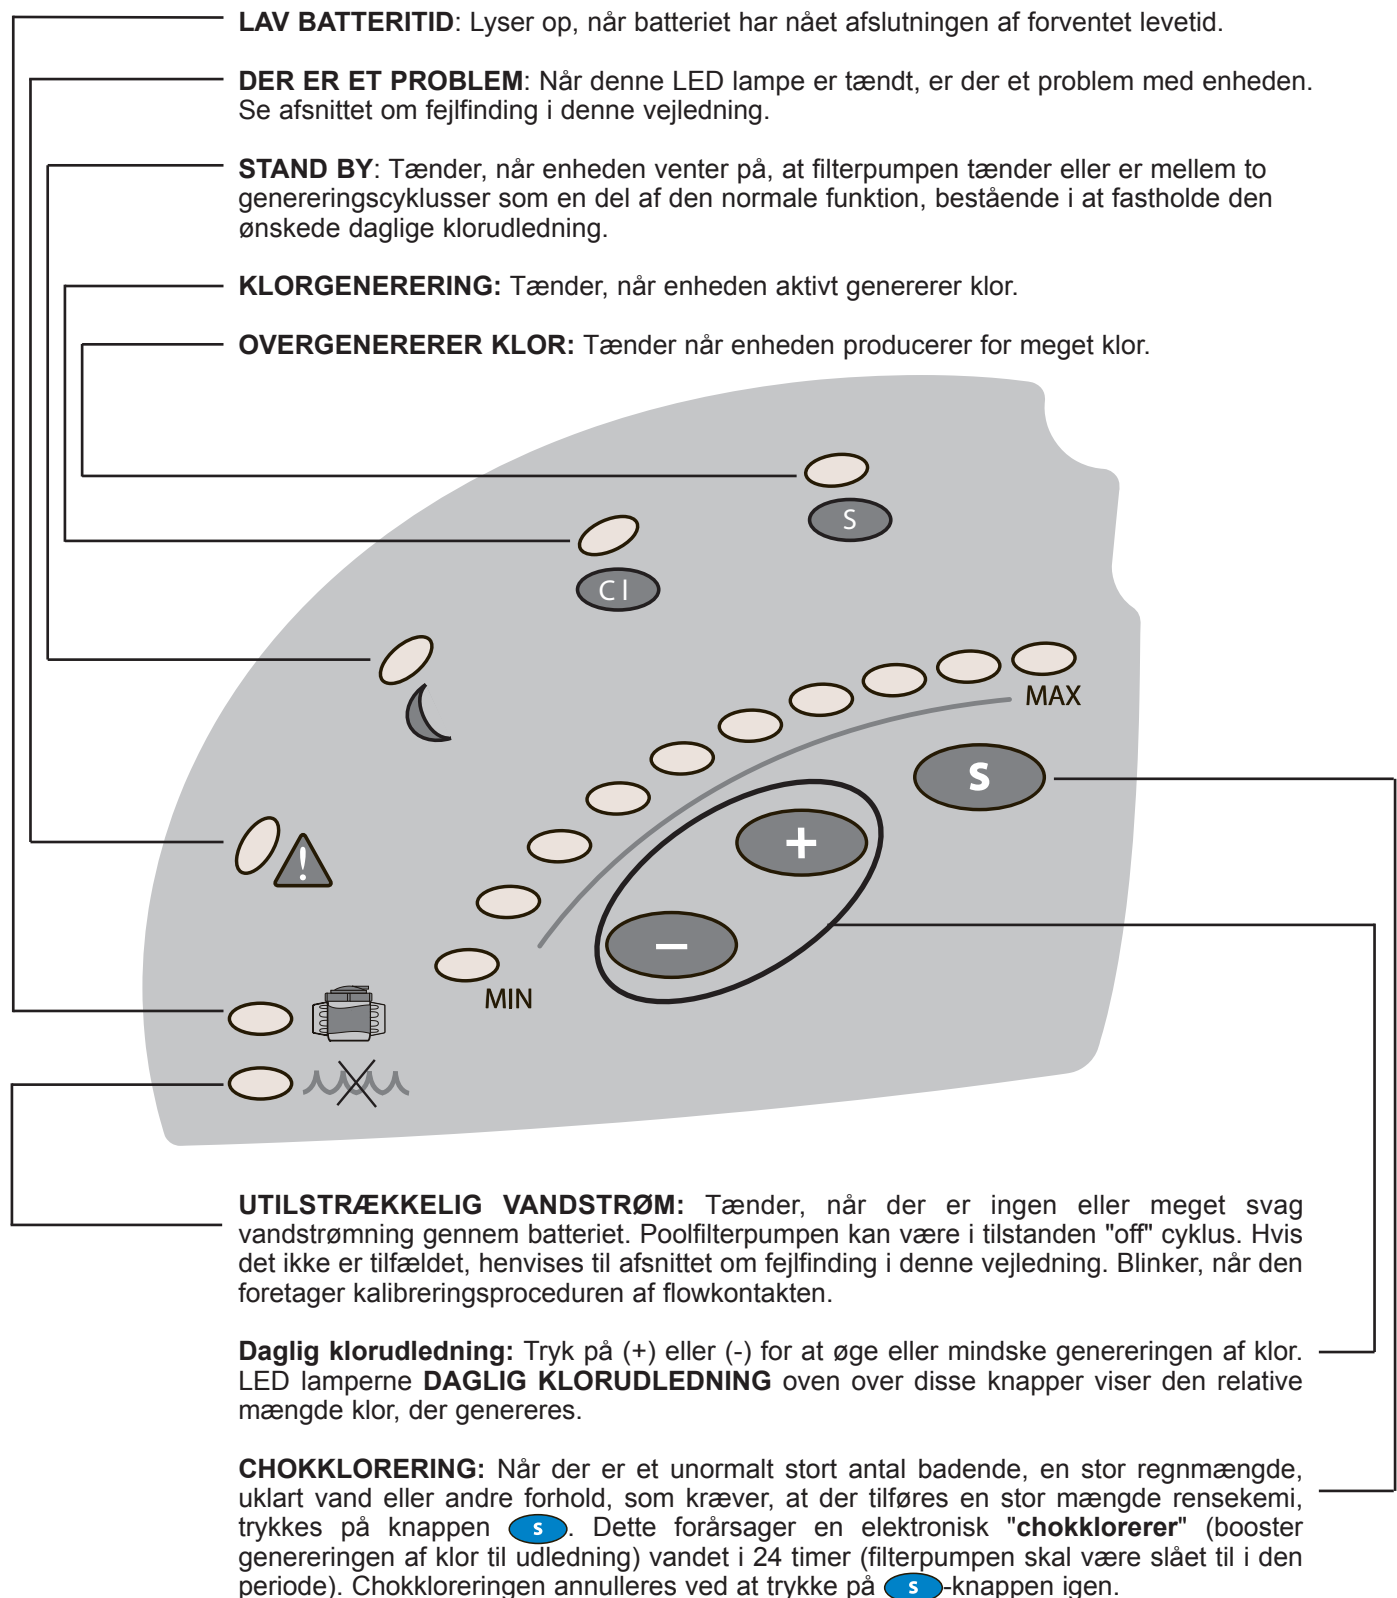 LAV BATTERITID: Lyser op, når batteriet har nået afslutningen af forventet levetid.
DER ER ET PROBLEM: Når denne LED lampe er tændt, er der et problem med enheden.
Se afsnittet om fejlfinding i denne vejledning.
STAND BY: Tænder, når enheden venter på, at filterpumpen tænder eller er mellem to
genereringscyklusser som en del af den normale funktion, bestående i at fastholde den
ønskede daglige klorudledning.
KLORGENERERING: Tænder, når enheden aktivt genererer klor.
OVERGENERERER KLOR: Tænder når enheden producerer for meget klor.
S
Cl
MAX
S
+
!
–
MIN
UTILSTRÆKKELIG VANDSTRØM: Tænder, når der er ingen eller meget svag
vandstrømning gennem batteriet. Poolfilterpumpen kan være i tilstanden "off" cyklus. Hvis
det ikke er tilfældet, henvises til afsnittet om fejlfinding i denne vejledning. Blinker, når den
foretager kalibreringsproceduren af flowkontakten.
Daglig klorudledning: Tryk på (+) eller (-) for at øge eller mindske genereringen af klor.
LED lamperne DAGLIG KLORUDLEDNING oven over disse knapper viser den relative
mængde klor, der genereres.
CHOKKLORERING: Når der er et unormalt stort antal badende, en stor regnmængde,
uklart vand eller andre forhold, som kræver, at der tilføres en stor mængde rensekemi,
trykkes på knappen S. Dette forårsager en elektronisk "chokklorerer" (booster
genereringen af klor til udledning) vandet i 24 timer (filterpumpen skal være slået til i den
periode). Chokkloreringen annulleres ved at trykke på S-knappen igen.